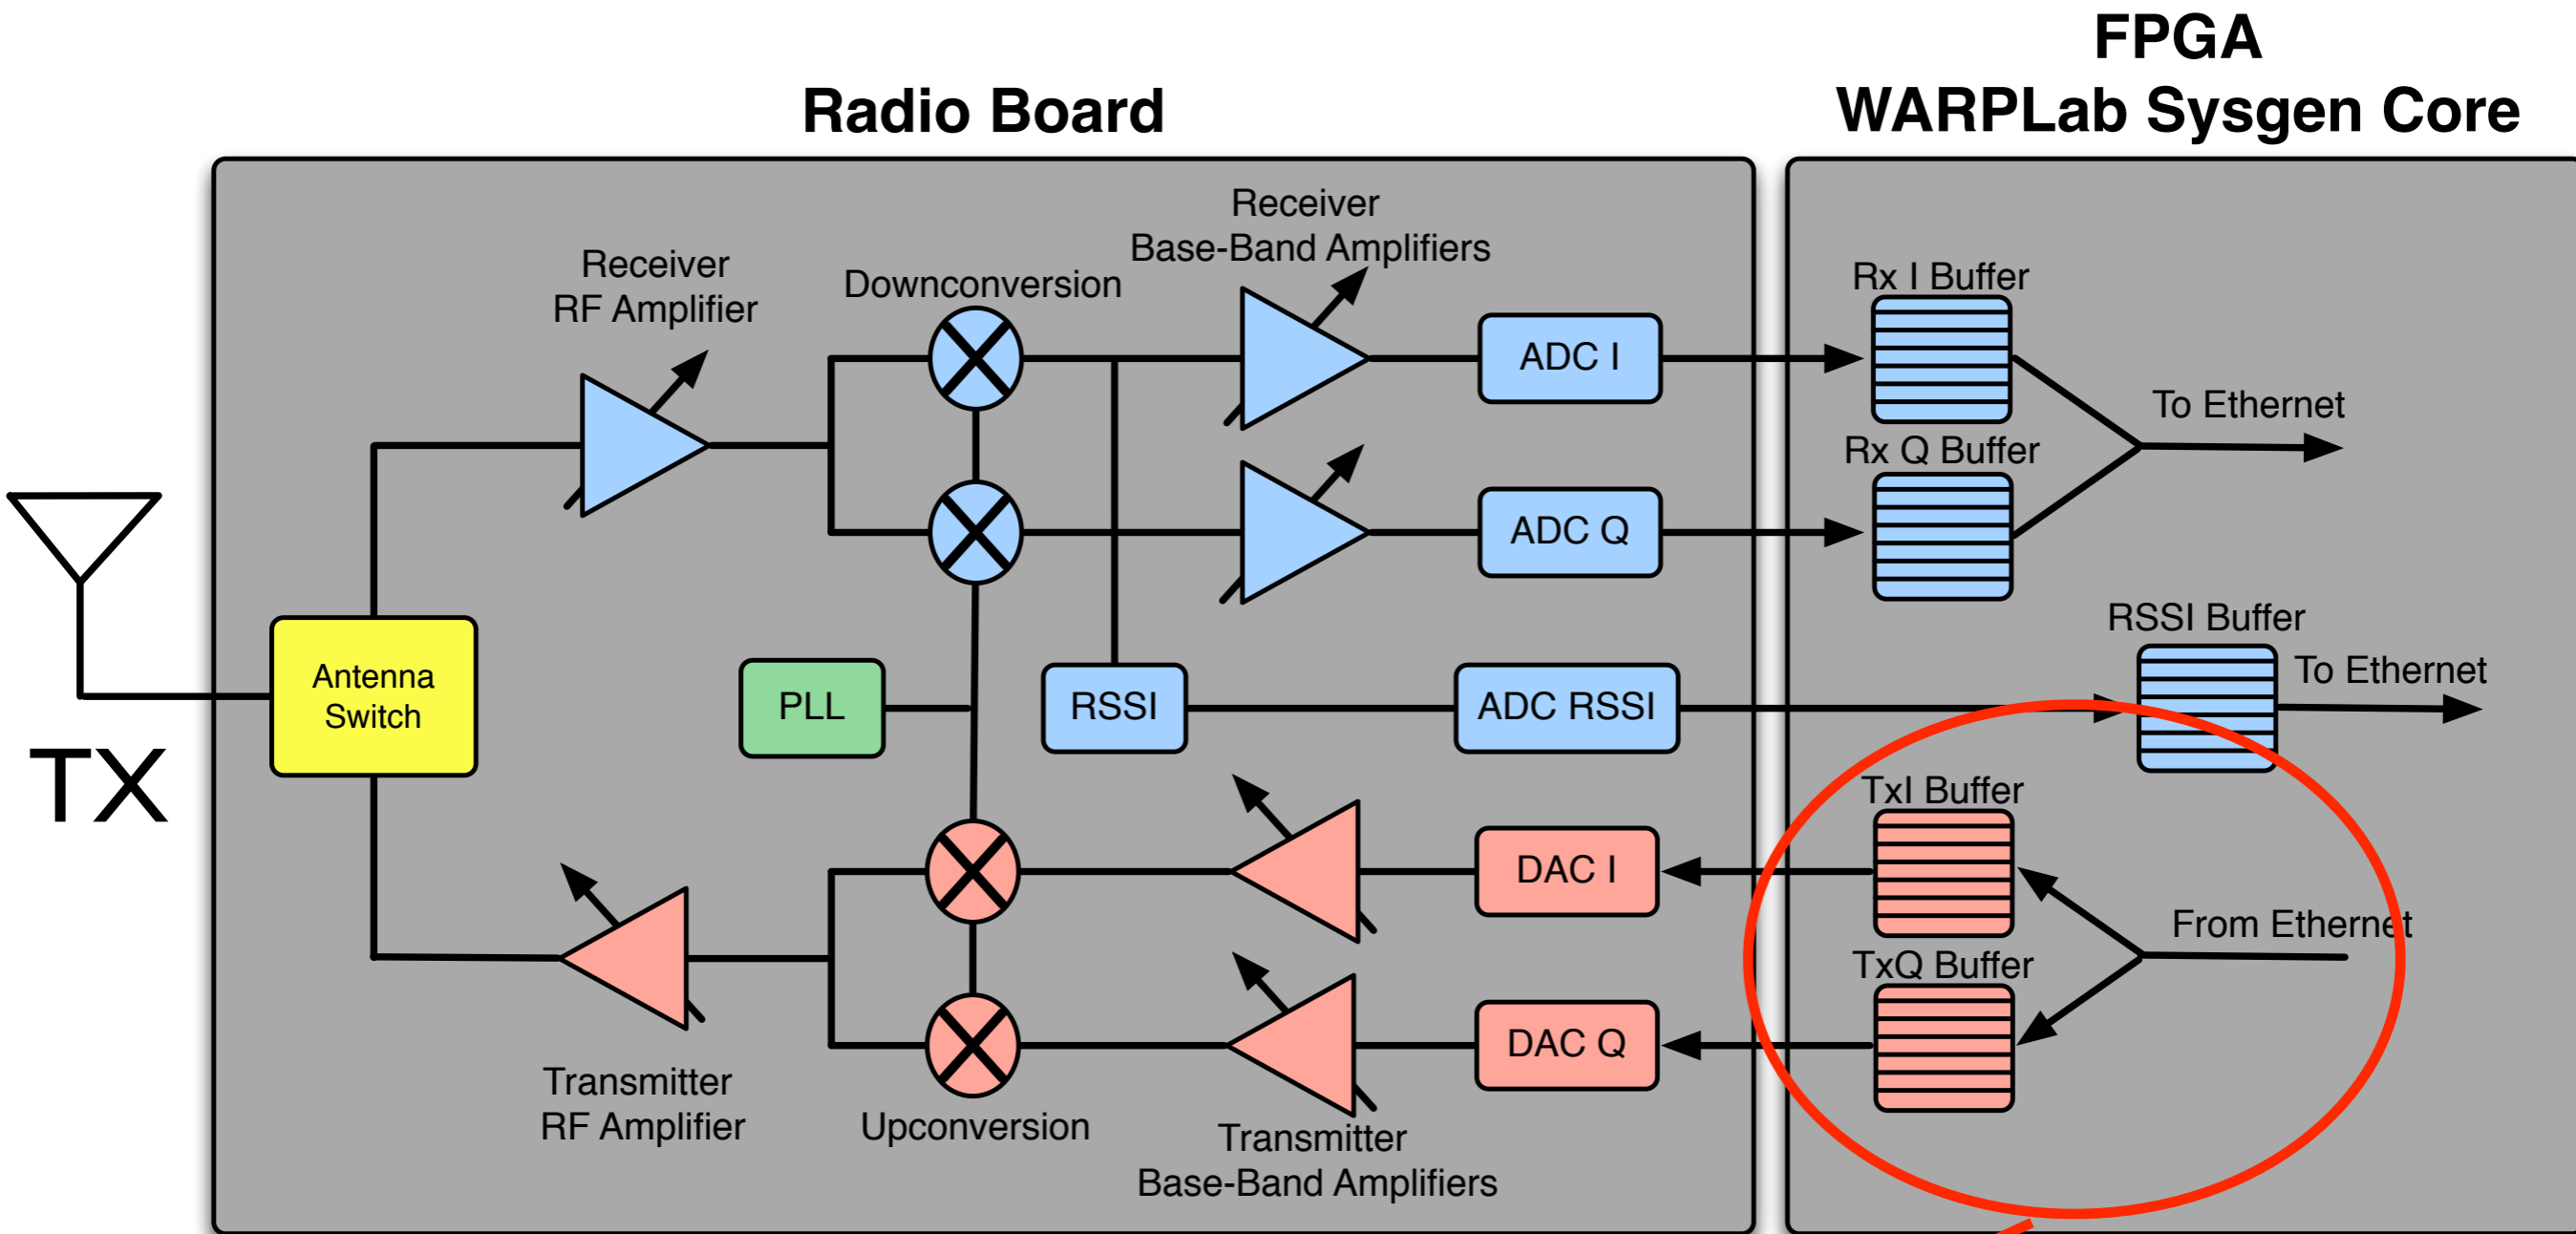 FPGA
WARPLab Sysgen Core
Radio Board
Receiver
Base-Band Amplifiers
Receiver
RF Amplifier
Downconversion
Rx I Buffer
ADC I
To Ethernet
Rx Q Buffer
ADC Q
RSSI Buffer
To Ethernet
Antenna
Switch
PLL
RSSI
ADC RSSI
TX
TxI Buffer
DAC I
From Ethernet
TxQ Buffer
DAC Q
Transmitter
RF Amplifier
Upconversion
Transmitter
Base-Band Amplifiers